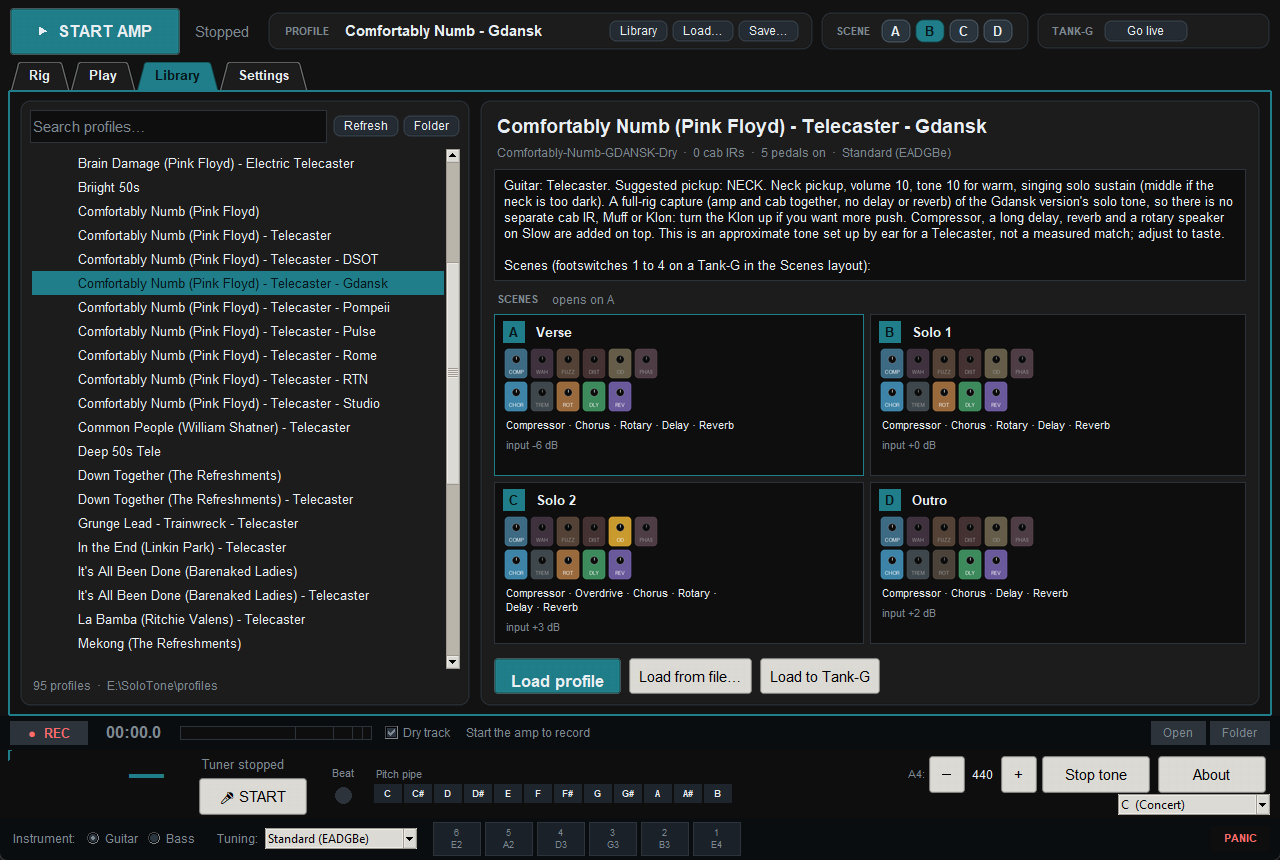 START AMP
Stopped
PROFILE
Comfortably Numb - Gdansk
Library
Load...
Save...
SCENE
A
B
C
D
TANK-G
Go live
Rig
Play
Library
Settings
Search profiles...
Refresh
Folder
Brain Damage (Pink Floyd) - Electric Telecaster
Briight 50s
Comfortably Numb (Pink Floyd)
Comfortably Numb (Pink Floyd) - Telecaster
Comfortably Numb (Pink Floyd) - Telecaster - DSOT
Comfortably Numb (Pink Floyd) - Telecaster - Gdansk
Comfortably Numb (Pink Floyd) - Telecaster - Pompeii
Comfortably Numb (Pink Floyd) - Telecaster - Pulse
Comfortably Numb (Pink Floyd) - Telecaster - Rome
Comfortably Numb (Pink Floyd) - Telecaster - RTN
Comfortably Numb (Pink Floyd) - Telecaster - Studio
Common People (William Shatner) - Telecaster
Deep 50s Tele
Down Together (The Refreshments)
Down Together (The Refreshments) - Telecaster
Grunge Lead - Trainwreck - Telecaster
In the End (Linkin Park) - Telecaster
It's All Been Done (Barenaked Ladies)
It's All Been Done (Barenaked Ladies) - Telecaster
La Bamba (Ritchie Valens) - Telecaster
Mekong (The Refreshments)
95 profiles · E:\SoloTone\profiles
Comfortably Numb (Pink Floyd) - Telecaster - Gdansk
Comfortably-Numb-GDANSK-Dry · 0 cab IRs · 5 pedals on · Standard (EADGBe)
Guitar: Telecaster. Suggested pickup: NECK. Neck pickup, volume 10, tone 10 for warm, singing solo sustain (middle if the
neck is too dark). A full-rig capture (amp and cab together, no delay or reverb) of the Gdansk version's solo tone, so there is no
separate cab IR, Muff or Klon: turn the Klon up if you want more push. Compressor, a long delay, reverb and a rotary speaker
on Slow are added on top. This is an approximate tone set up by ear for a Telecaster, not a measured match; adjust to taste.
Scenes (footswitches 1 to 4 on a Tank-G in the Scenes layout):
SCENES opens on A
A Verse
COMP WAH FUZZ DIRT OD PHAS
CHOR TREM ROT DLY REV
Compressor · Chorus · Rotary · Delay · Reverb
input -6 dB
B Solo 1
COMP WAH FUZZ DIRT OD PHAS
CHOR TREM ROT DLY REV
Compressor · Chorus · Rotary · Delay · Reverb
input +0 dB
C Solo 2
COMP WAH FUZZ DIRT OD PHAS
CHOR TREM ROT DLY REV
Compressor · Overdrive · Chorus · Rotary ·
Delay · Reverb
input +3 dB
D Outro
COMP WAH FUZZ DIRT OD PHAS
CHOR TREM ROT DLY REV
Compressor · Chorus · Delay · Reverb
input +2 dB
Load profile
Load from file...
Load to Tank-G
REC
00:00.0
Dry track
Start the amp to record
Open
Folder
Tuner stopped
START
Beat
Pitch pipe
C C# D D# E F F# G G# A A# B
A4:
–
440
+
Stop tone
About
C (Concert)
Instrument:
Guitar
Bass
Tuning:
Standard (EADGBe)
6 5 4 3 2 1
E2 A2 D3 G3 B3 E4
PANIC